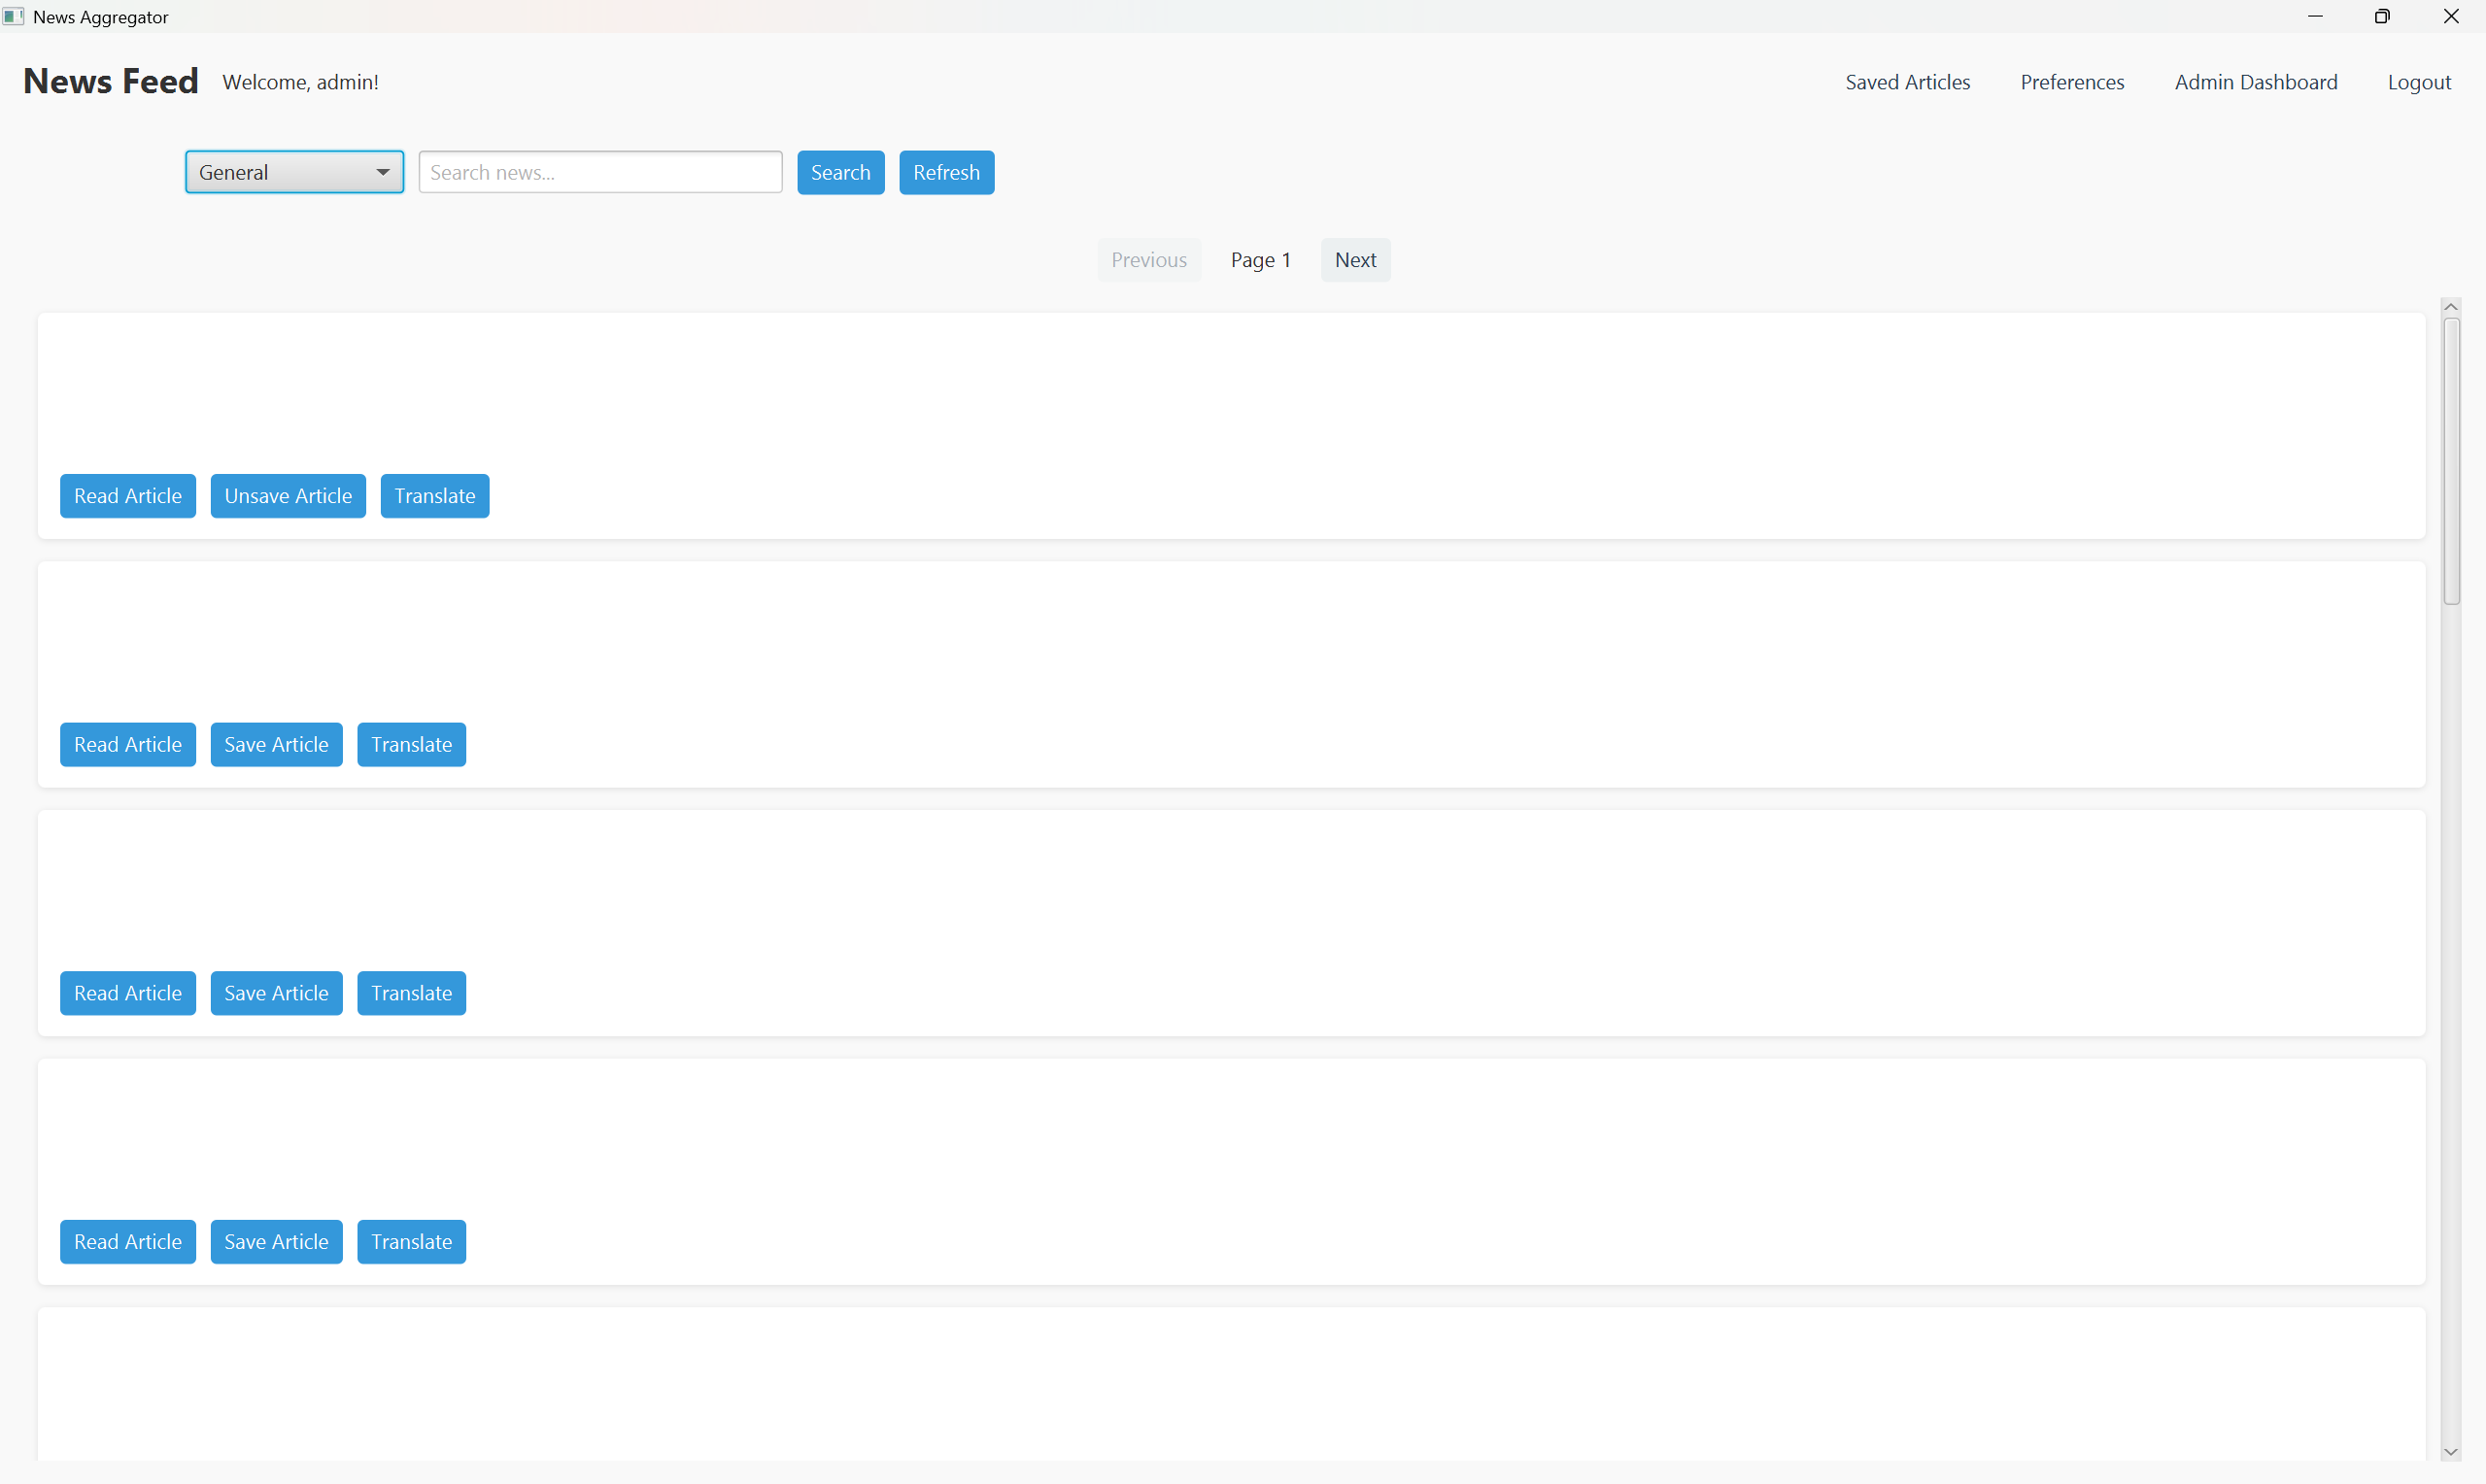 News Aggregator
News Feed Welcome, admin! Saved Articles Preferences Admin Dashboard Logout
General Search news... Search Refresh
Previous Page 1 Next
Read Article Unsave Article Translate
Read Article Save Article Translate
Read Article Save Article Translate
Read Article Save Article Translate